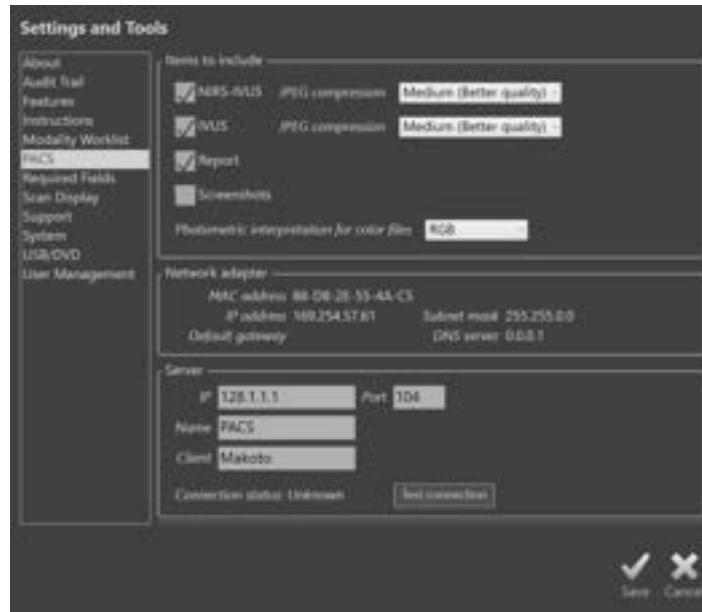 Settings and Tools
About
Audit Trail
Features
Instructions
Modality Worklist
PACS
Required Fields
Scan Display
Support
System
USB/DVD
User Management
Items to include
NIRS-IVUS JPEG compression Medium (Better quality)
IVUS JPEG compression Medium (Better quality)
Report
Screenshots
Photometric interpretation for color files RGB
Network adapter
MAC address
IP address 169.254.57.61 Subnet mask 255.255.0.0
Default gateway DNS server 0.0.0.1
Server
IP 128.1.1.1 Port 104
Name PACS
Client Makoto
Connection status Unknown Test connection
Save Cancel